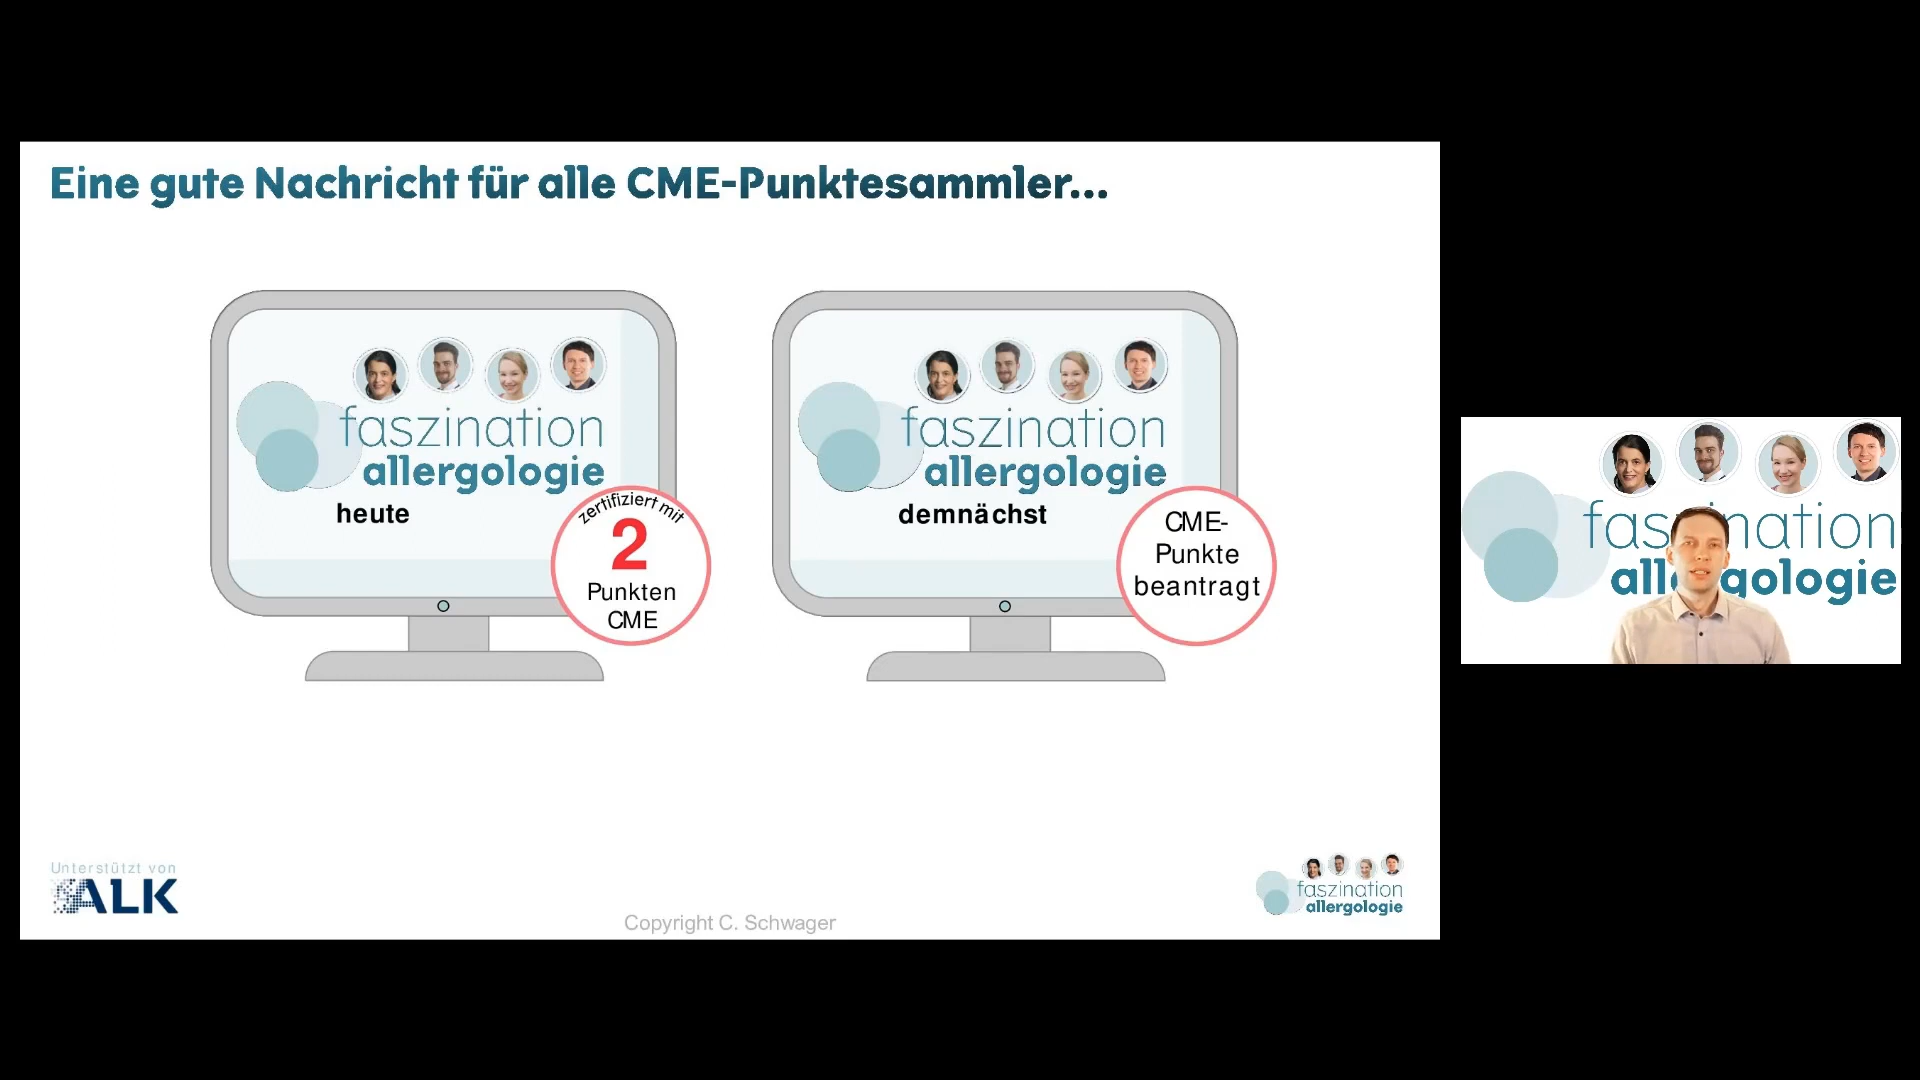 Eine gute Nachricht für alle CME-Punktesammler...
faszination
allergologie
heute
zertifiziert mit
2
Punkten
CME
faszination
allergologie
demnächst
CME-
Punkte
beantragt
faszination
allergologie
Unterstützt von
ALK
Copyright C. Schwager
faszination
allergologie